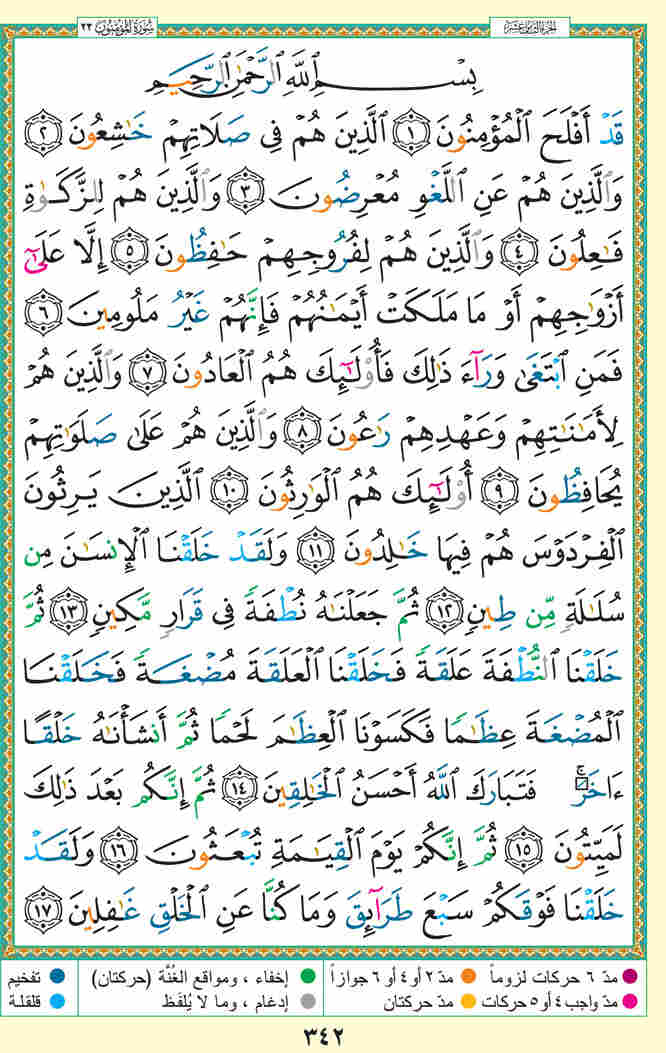 الجزء الثامن عشر
سُورَةُ المُؤْمِنُون ٢٣
بِسْمِ ٱللَّهِ ٱلرَّحْمَٰنِ ٱلرَّحِيمِ
قَدْ أَفْلَحَ ٱلْمُؤْمِنُونَ ١ ٱلَّذِينَ هُمْ فِى صَلَاتِهِمْ خَٰشِعُونَ ٢
وَٱلَّذِينَ هُمْ عَنِ ٱللَّغْوِ مُعْرِضُونَ ٣ وَٱلَّذِينَ هُمْ لِلزَّكَوٰةِ
فَٰعِلُونَ ٤ وَٱلَّذِينَ هُمْ لِفُرُوجِهِمْ حَٰفِظُونَ ٥ إِلَّا عَلَىٰٓ
أَزْوَٰجِهِمْ أَوْ مَا مَلَكَتْ أَيْمَٰنُهُمْ فَإِنَّهُمْ غَيْرُ مَلُومِينَ ٦
فَمَنِ ٱبْتَغَىٰ وَرَآءَ ذَٰلِكَ فَأُو۟لَٰٓئِكَ هُمُ ٱلْعَادُونَ ٧ وَٱلَّذِينَ هُمْ
لِأَمَٰنَٰتِهِمْ وَعَهْدِهِمْ رَٰعُونَ ٨ وَٱلَّذِينَ هُمْ عَلَىٰ صَلَوَٰتِهِمْ
يُحَافِظُونَ ٩ أُو۟لَٰٓئِكَ هُمُ ٱلْوَٰرِثُونَ ١٠ ٱلَّذِينَ يَرِثُونَ
ٱلْفِرْدَوْسَ هُمْ فِيهَا خَٰلِدُونَ ١١ وَلَقَدْ خَلَقْنَا ٱلْإِنسَٰنَ مِن
سُلَٰلَةٍ مِّن طِينٍ ١٢ ثُمَّ جَعَلْنَٰهُ نُطْفَةً فِى قَرَارٍ مَّكِينٍ ١٣ ثُمَّ
خَلَقْنَا ٱلنُّطْفَةَ عَلَقَةً فَخَلَقْنَا ٱلْعَلَقَةَ مُضْغَةً فَخَلَقْنَا
ٱلْمُضْغَةَ عِظَٰمًا فَكَسَوْنَا ٱلْعِظَٰمَ لَحْمًا ثُمَّ أَنشَأْنَٰهُ خَلْقًا
ءَاخَرَ ۚ فَتَبَارَكَ ٱللَّهُ أَحْسَنُ ٱلْخَٰلِقِينَ ١٤ ثُمَّ إِنَّكُم بَعْدَ ذَٰلِكَ
لَمَيِّتُونَ ١٥ ثُمَّ إِنَّكُمْ يَوْمَ ٱلْقِيَٰمَةِ تُبْعَثُونَ ١٦ وَلَقَدْ
خَلَقْنَا فَوْقَكُمْ سَبْعَ طَرَآئِقَ وَمَا كُنَّا عَنِ ٱلْخَلْقِ غَٰفِلِينَ ١٧
مدّ ٦ حركات لزوماً مدّ ٢ أو ٤ أو ٦ جوازاً إخفاء ، ومواقع الغُنَّة (حركتان) تفخيم
مدّ واجب ٤ أو ٥ حركات مدّ حركتان إدغام ، وما لا يُلفَظ قلقلة
٣٤٢